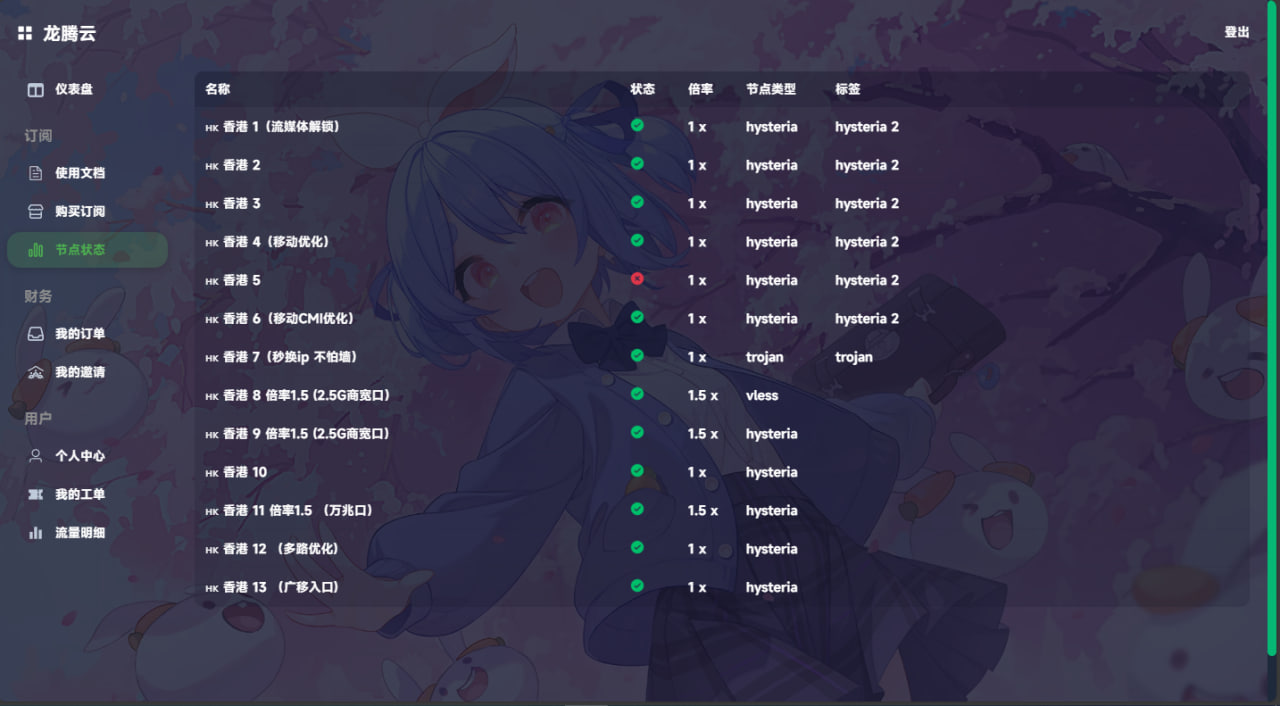 龙腾云
登出
仪表盘
订阅
使用文档
购买订阅
节点状态
财务
我的订单
我的邀请
用户
个人中心
我的工单
流量明细
名称 状态 倍率 节点类型 标签
HK 香港 1（流媒体解锁） 1 x hysteria hysteria 2
HK 香港 2 1 x hysteria hysteria 2
HK 香港 3 1 x hysteria hysteria 2
HK 香港 4（移动优化） 1 x hysteria hysteria 2
HK 香港 5 1 x hysteria hysteria 2
HK 香港 6（移动CMI优化） 1 x hysteria hysteria 2
HK 香港 7（秒换ip 不怕墙） 1 x trojan trojan
HK 香港 8 倍率1.5 (2.5G商宽口) 1.5 x vless
HK 香港 9 倍率1.5 (2.5G商宽口) 1.5 x hysteria
HK 香港 10 1 x hysteria
HK 香港 11 倍率1.5 （万兆口） 1.5 x hysteria
HK 香港 12 （多路优化） 1 x hysteria
HK 香港 13 （广移入口） 1 x hysteria